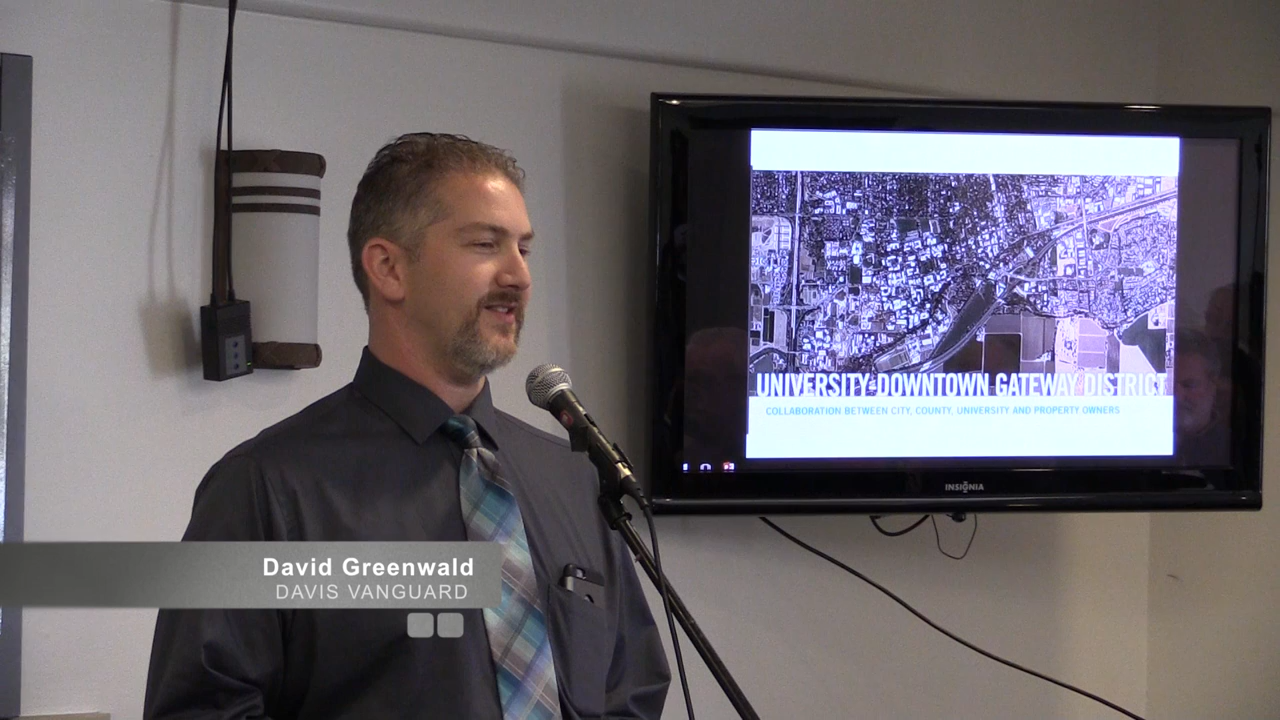 UNIVERSITY-DOWNTOWN GATEWAY DISTRICT
COLLABORATION BETWEEN CITY, COUNTY, UNIVERSITY AND PROPERTY OWNERS
INSIGNIA
David Greenwald
DAVIS VANGUARD